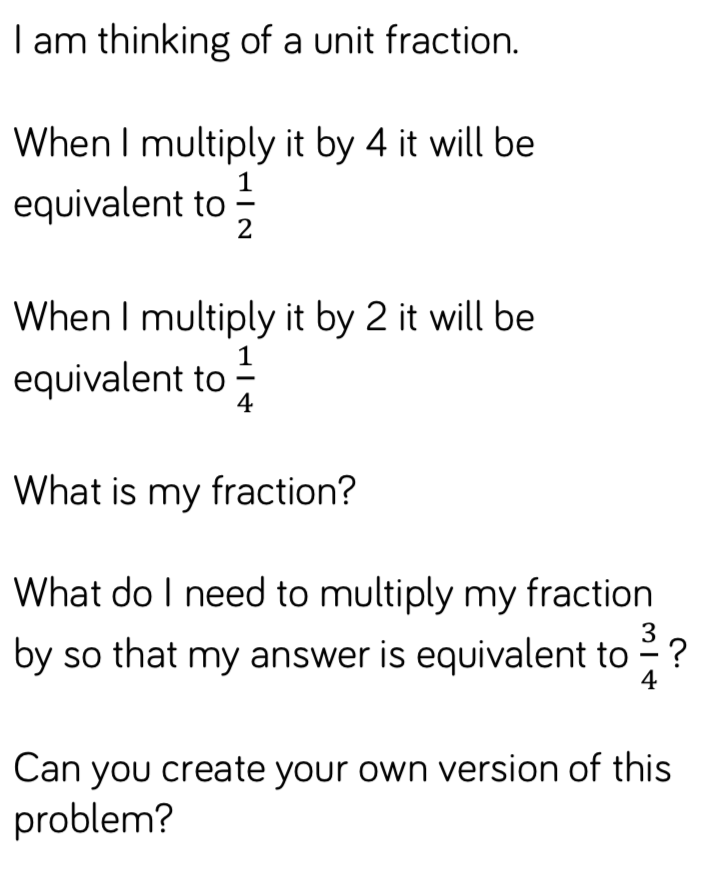 I am thinking of a unit fraction.
When I multiply it by 4 it will be
equivalent to 1/2
When I multiply it by 2 it will be
equivalent to 1/4
What is my fraction?
What do I need to multiply my fraction
by so that my answer is equivalent to 3/4 ?
Can you create your own version of this
problem?